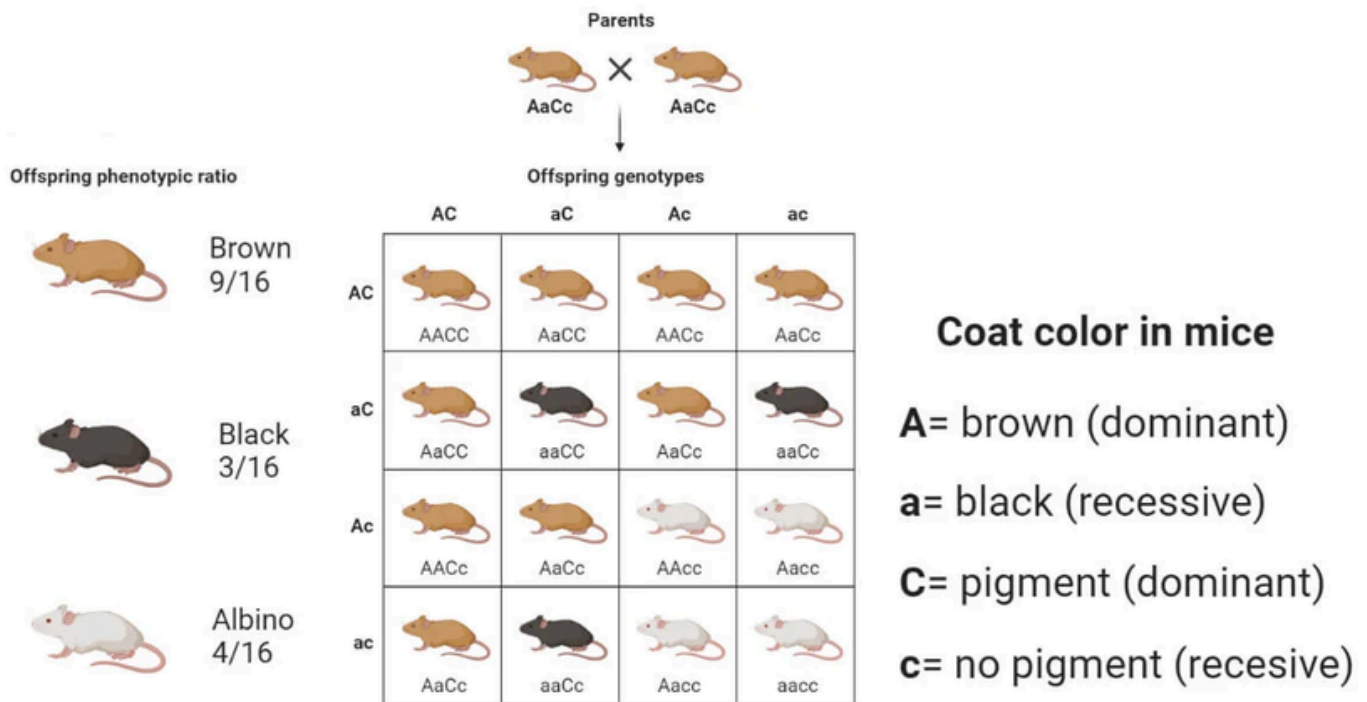 Parents
AaCc
AaCc
Offspring phenotypic ratio
Brown
9/16
Black
3/16
Albino
4/16
Offspring genotypes
AC aC Ac ac
AC
AACC AaCC AACc AaCc
aC
AaCC aaCC AaCc aaCc
Ac
AACc AaCc AAcc Aacc
ac
AaCc aaCc Aacc aacc
Coat color in mice
A= brown (dominant)
a= black (recessive)
C= pigment (dominant)
c= no pigment (recesive)